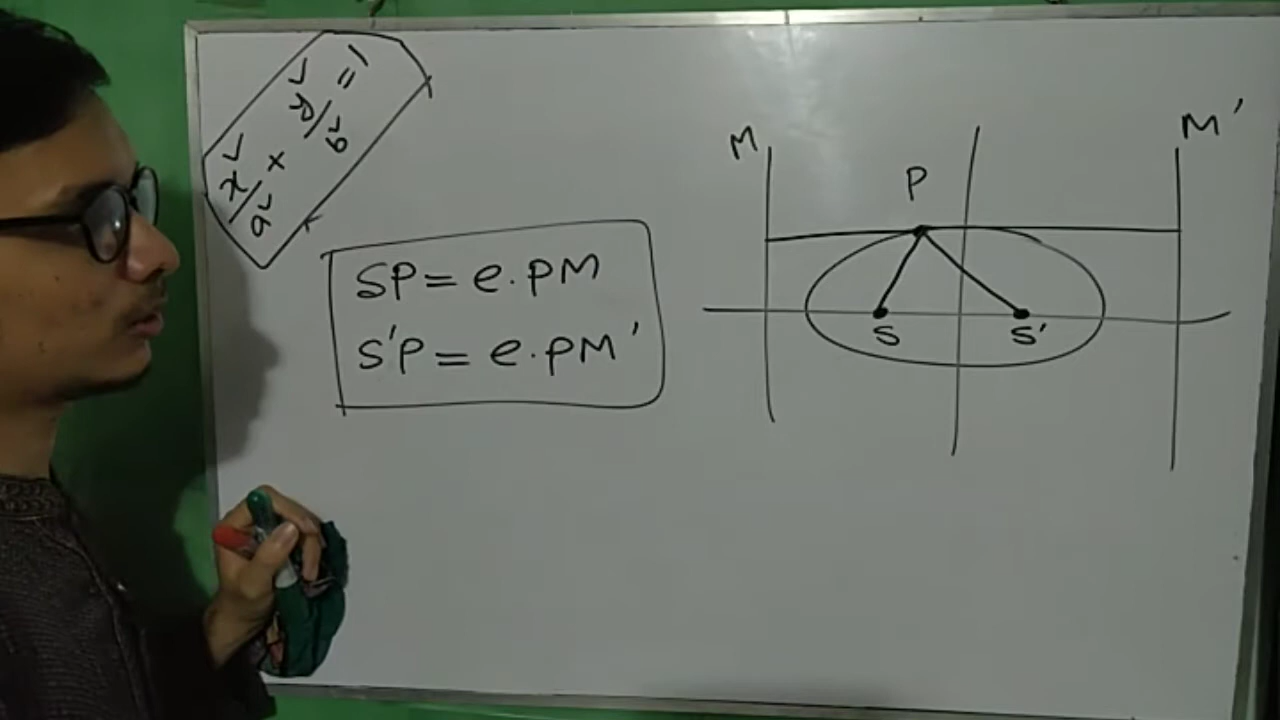 x²/a² + y²/b² = 1
SP = e.PM
S'P = e.PM'
M
M'
P
S
S'